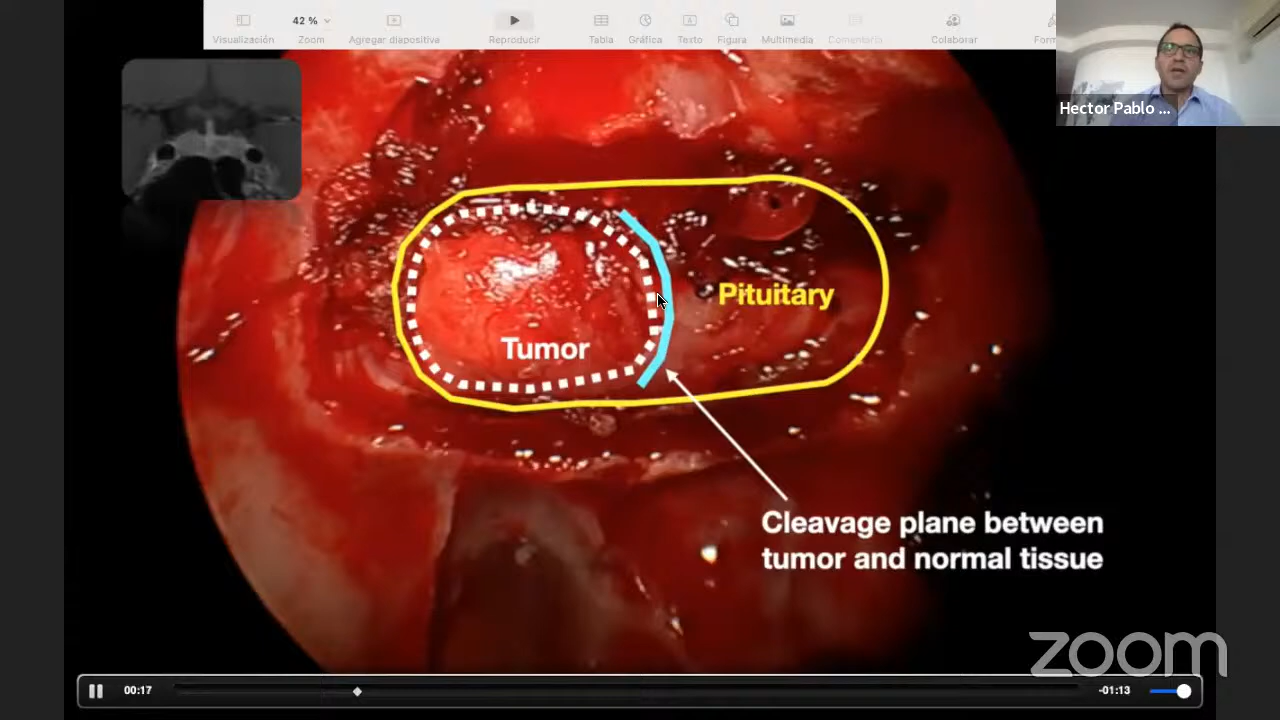 42 %
Visualización Zoom Agregar diapositiva Reproducir Tabla Gráfica Texto Figura Multimedia Comentario Colaborar
Hector Pablo ...
Pituitary
Tumor
Cleavage plane between
tumor and normal tissue
zoom
00:17 -01:13